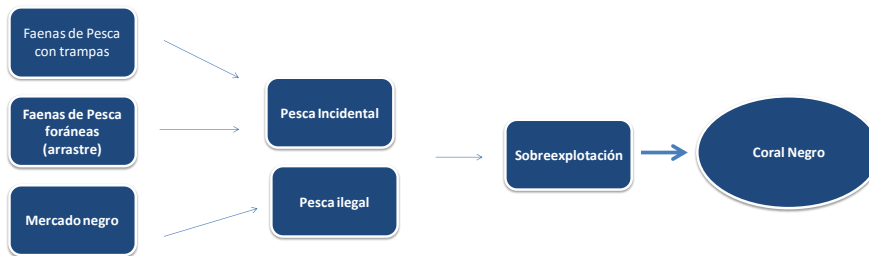 Faenas de Pesca
con trampas
Faenas de Pesca
foráneas
(arrastre)
Mercado negro
Pesca Incidental
Pesca ilegal
Sobreexplotación
Coral Negro